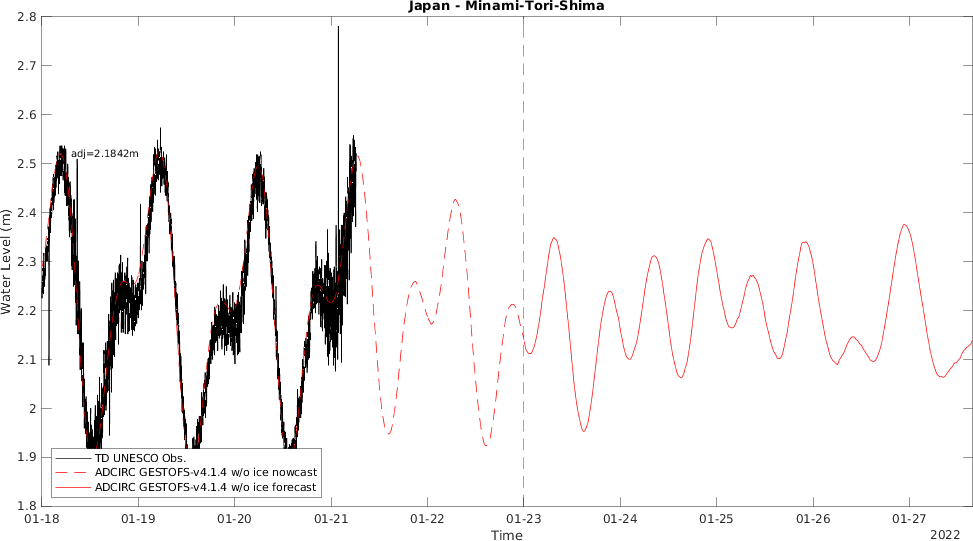 Japan - Minami-Tori-Shima
2.8
2.7
2.6
2.5
2.4
2.3
2.2
2.1
2
1.9
1.8
Water Level (m)
adj=2.1842m
TD UNESCO Obs.
ADCIRC GESTOFS-v4.1.4 w/o ice nowcast
ADCIRC GESTOFS-v4.1.4 w/o ice forecast
01-18 01-19 01-20 01-21 01-22 01-23 01-24 01-25 01-26 01-27
Time
2022